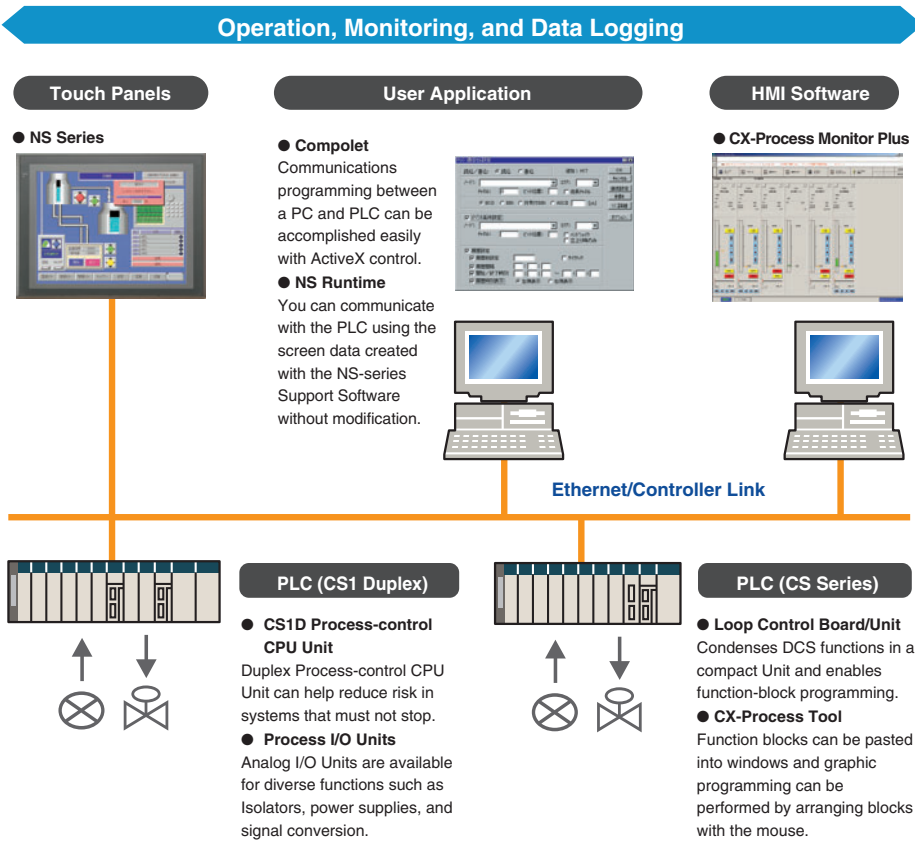 Operation, Monitoring, and Data Logging
Touch Panels
● NS Series
User Application
● Compolet
Communications
programming between
a PC and PLC can be
accomplished easily
with ActiveX control.
● NS Runtime
You can communicate
with the PLC using the
screen data created
with the NS-series
Support Software
without modification.
HMI Software
● CX-Process Monitor Plus
Ethernet/Controller Link
PLC (CS1 Duplex)
● CS1D Process-control
CPU Unit
Duplex Process-control CPU
Unit can help reduce risk in
systems that must not stop.
● Process I/O Units
Analog I/O Units are available
for diverse functions such as
Isolators, power supplies, and
signal conversion.
PLC (CS Series)
● Loop Control Board/Unit
Condenses DCS functions in a
compact Unit and enables
function-block programming.
● CX-Process Tool
Function blocks can be pasted
into windows and graphic
programming can be
performed by arranging blocks
with the mouse.